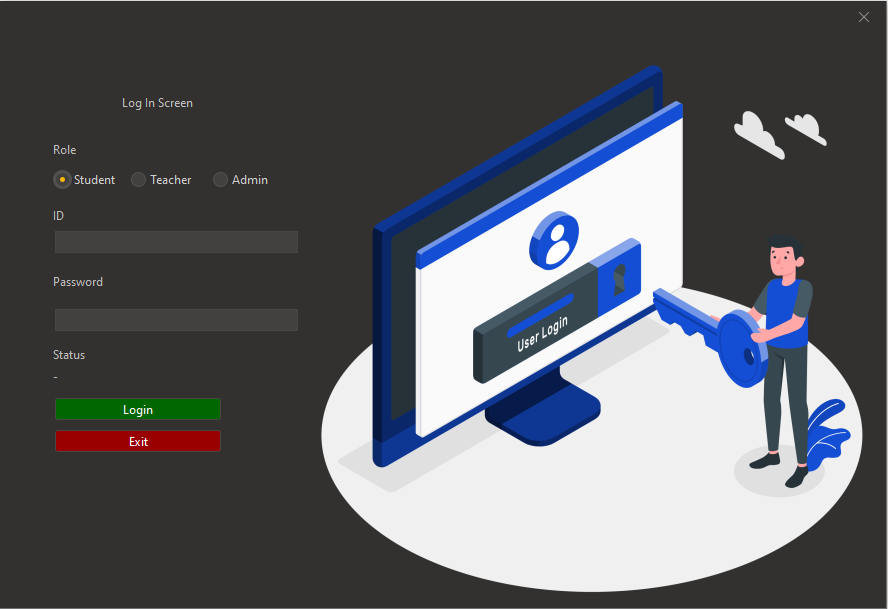 Log In Screen
Role
Student Teacher Admin
ID
Password
Status
-
Login
Exit
User Login